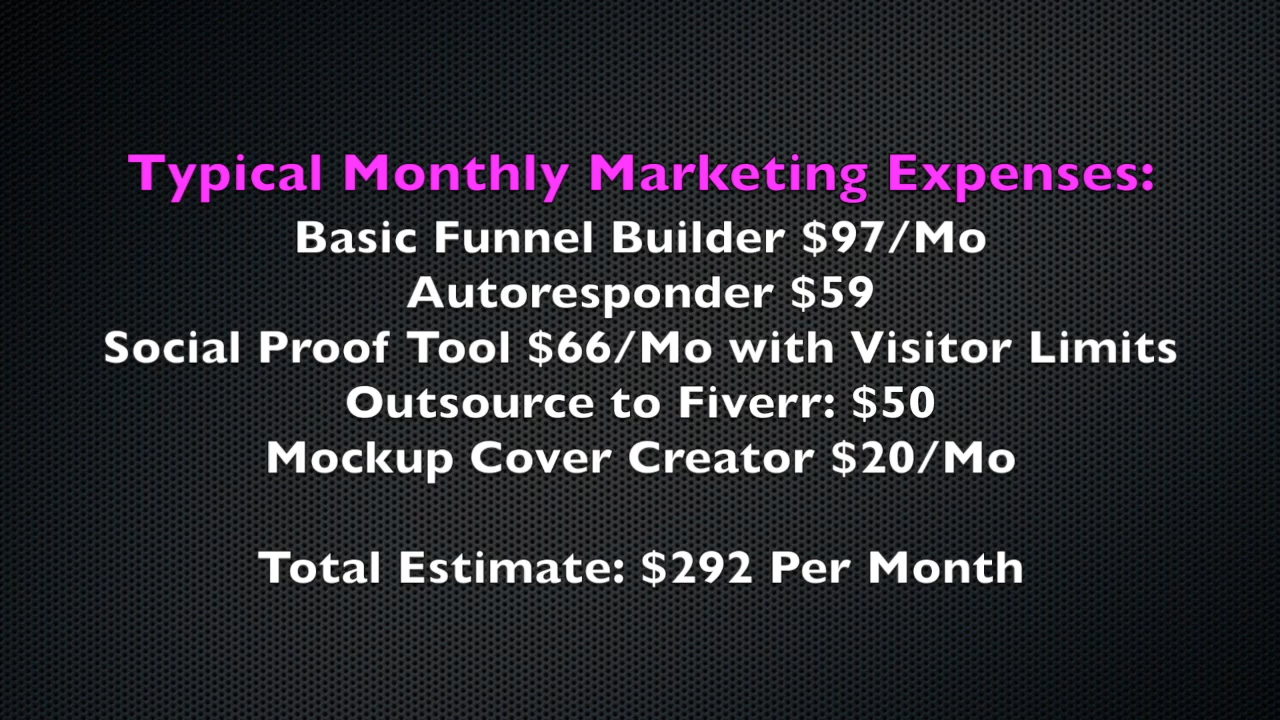 Typical Monthly Marketing Expenses:
Basic Funnel Builder $97/Mo
Autoresponder $59
Social Proof Tool $66/Mo with Visitor Limits
Outsource to Fiverr: $50
Mockup Cover Creator $20/Mo
Total Estimate: $292 Per Month